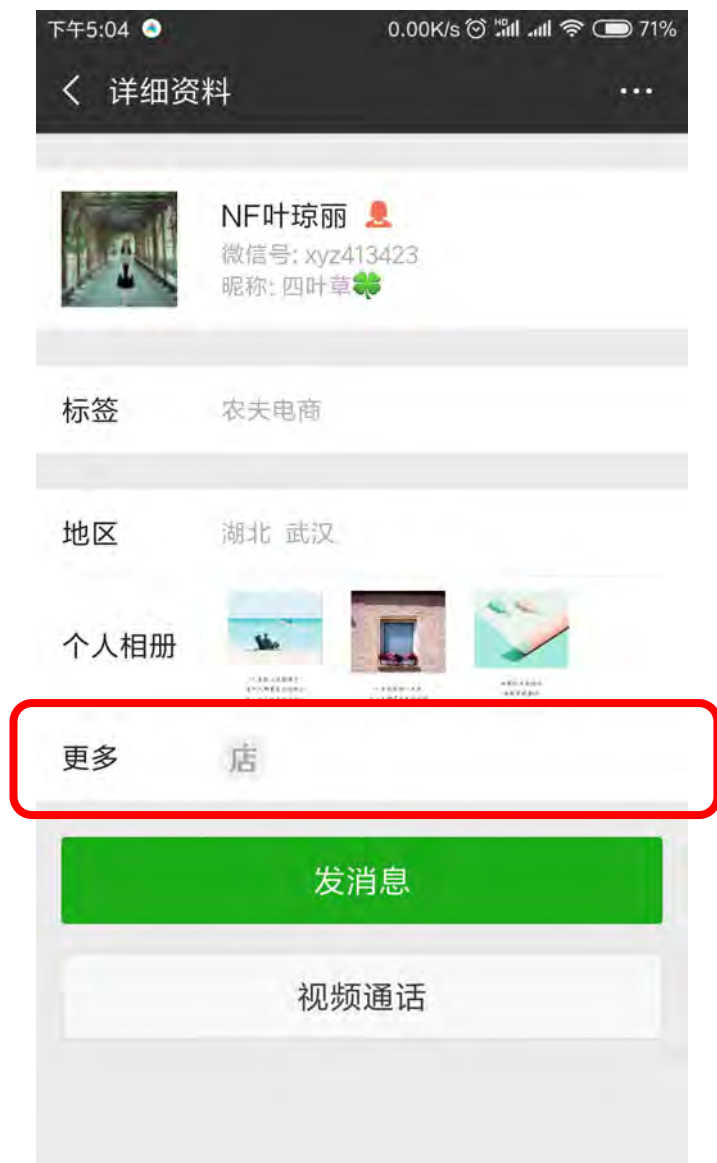 下午5:04 0.00K/s HD 71%
详细资料
NF叶琼丽
微信号: xyz413423
昵称: 四叶草🍀
标签 农夫电商
地区 湖北 武汉
个人相册
更多 店
发消息
视频通话